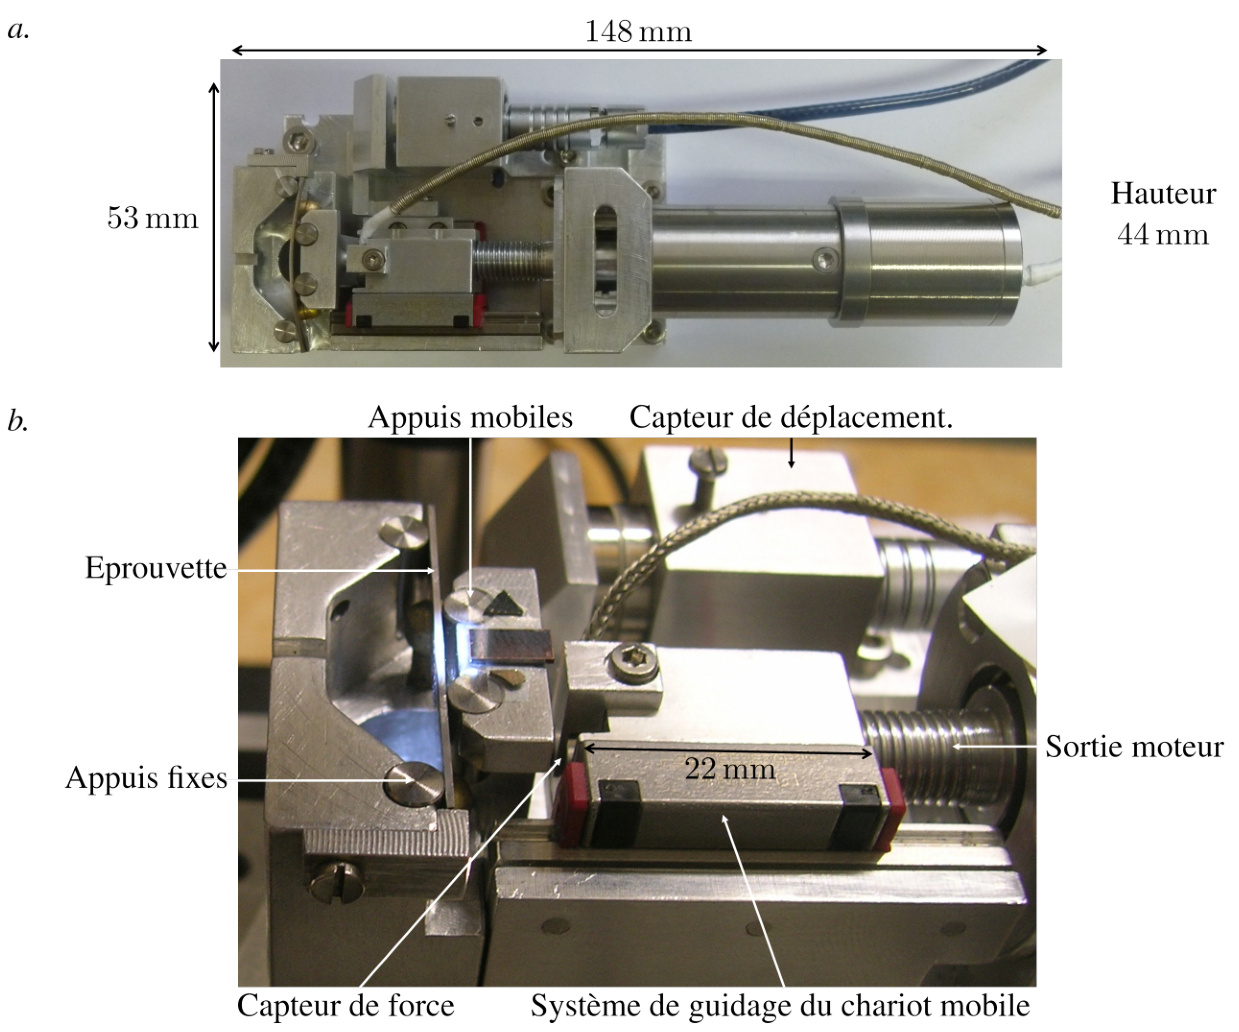 a.
148 mm
53 mm
Hauteur
44 mm
b.
Appuis mobiles
Capteur de déplacement.
Eprouvette
Appuis fixes
22 mm
Sortie moteur
Capteur de force
Système de guidage du chariot mobile